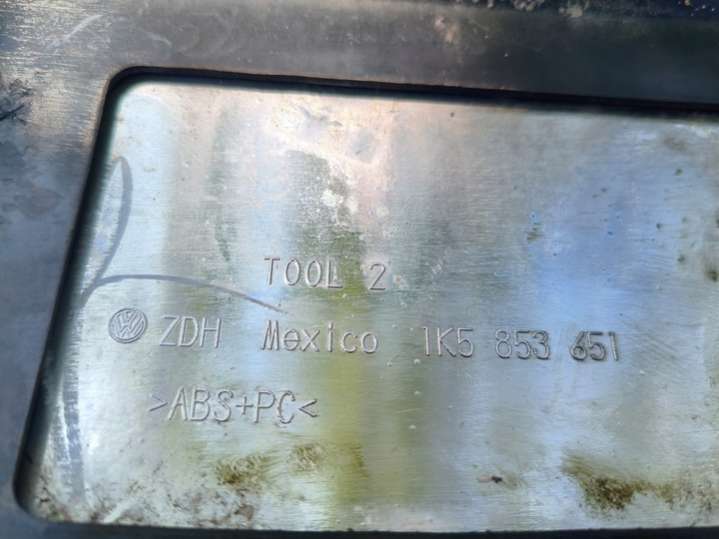 TOOL 2
ZDH Mexico 1K5 853 651
>ABS+PC<